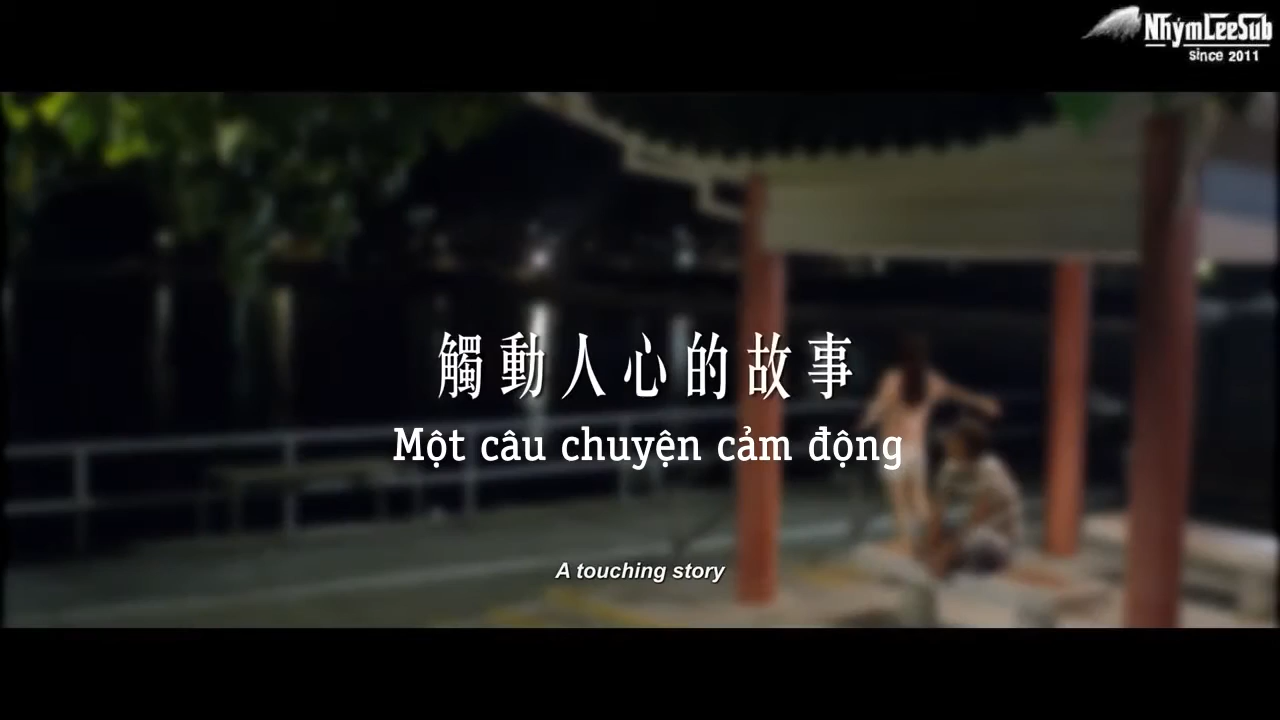 NhýmLeeSub
since 2011
觸動人心的故事
Một câu chuyện cảm động
A touching story